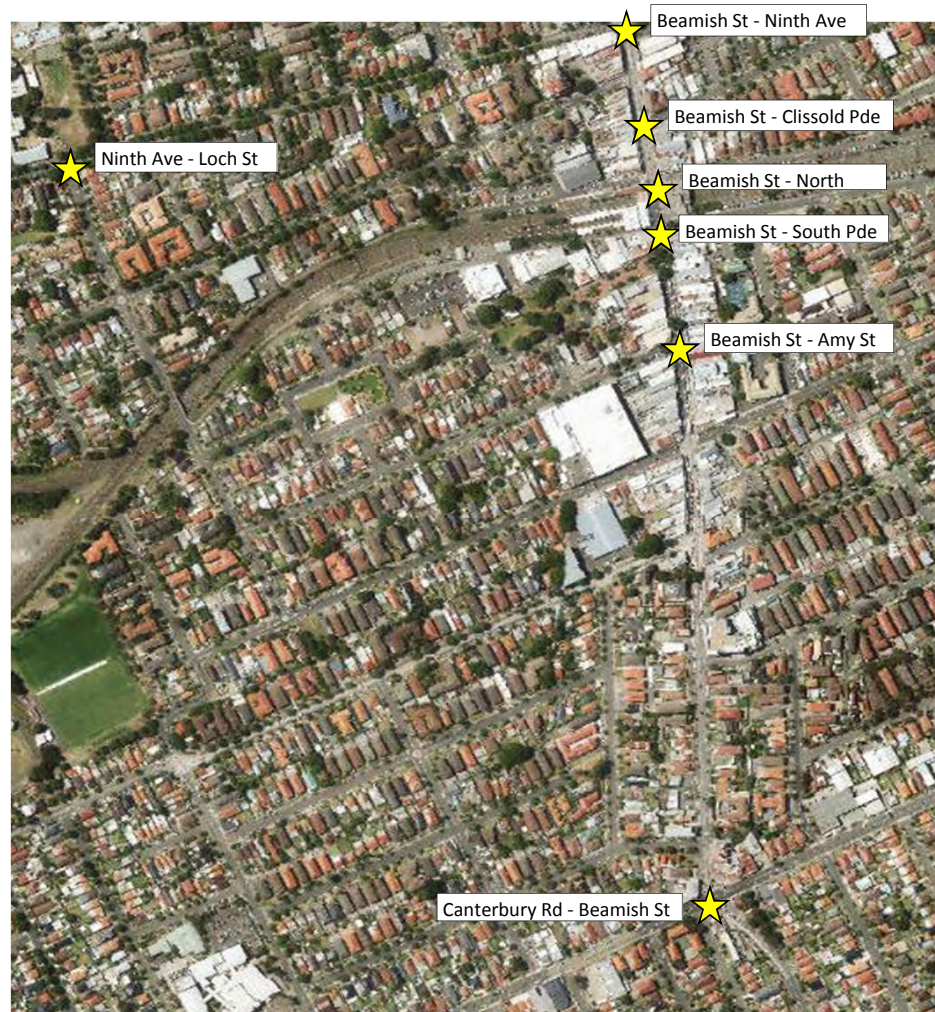 Beamish St - Ninth Ave
Beamish St - Clissold Pde
Ninth Ave - Loch St
Beamish St - North
Beamish St - South Pde
Beamish St - Amy St
Canterbury Rd - Beamish St